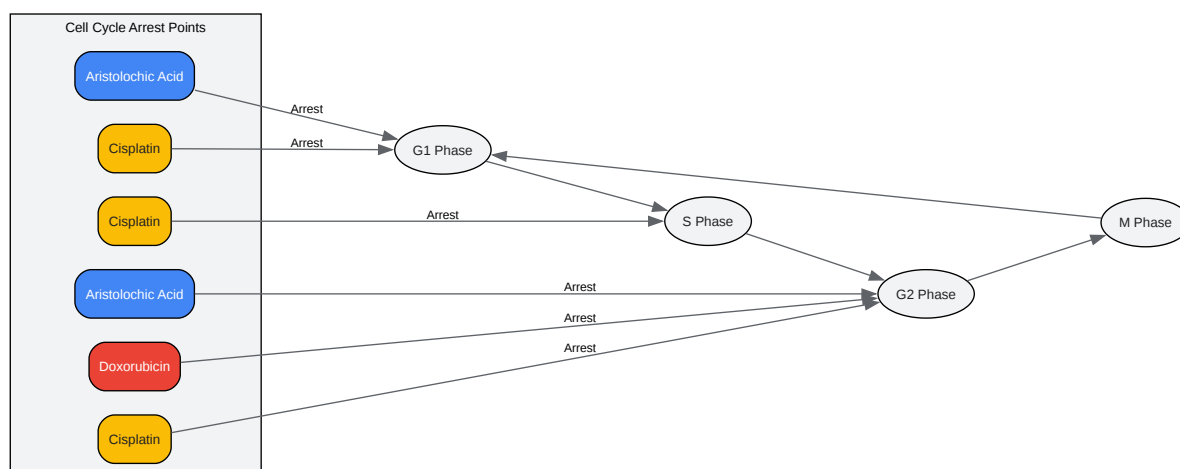 Cell Cycle Arrest Points
Aristolochic Acid
Arrest
Cisplatin
Arrest
G1 Phase
Cisplatin
Arrest
S Phase
M Phase
Aristolochic Acid
Arrest
G2 Phase
Arrest
Doxorubicin
Arrest
Cisplatin